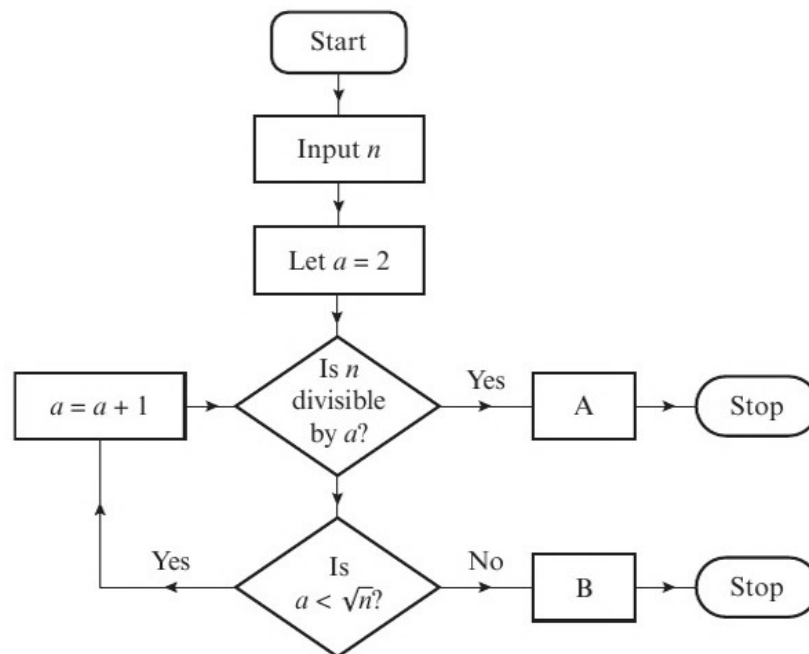 Start
Input n
Let a = 2
Is n
divisible
by a?
Yes
A
Stop
a = a + 1
Is
a < √n?
Yes
No
B
Stop